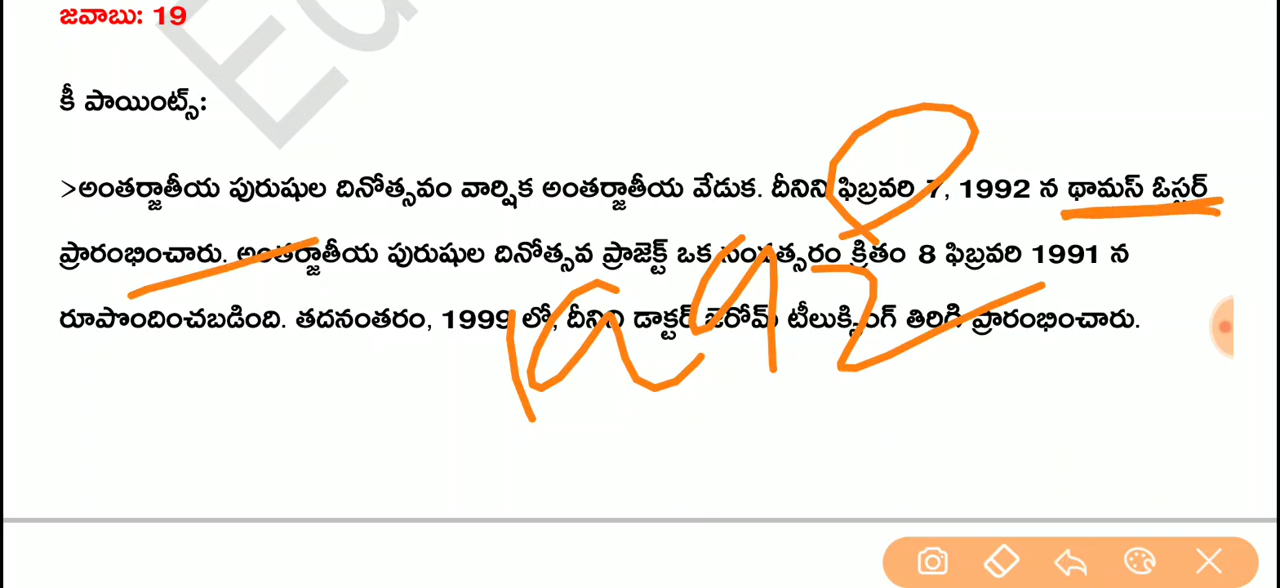 జవాబు: 19
కీ పాయింట్స్:
>అంతర్జాతీయ పురుషుల దినోత్సవం వార్షిక అంతర్జాతీయ వేడుక. దీనిని ఫిబ్రవరి 7, 1992 న థామస్ ఓస్టర్
ప్రారంభించారు. అంతర్జాతీయ పురుషుల దినోత్సవ ప్రాజెక్ట్ ఒక సంవత్సరం క్రితం 8 ఫిబ్రవరి 1991 న
రూపొందించబడింది. తదనంతరం, 1999 లో, దీనిని డాక్టర్ జెరోమ్ టీలుక్సింగ్ తిరిగి ప్రారంభించారు.
1992